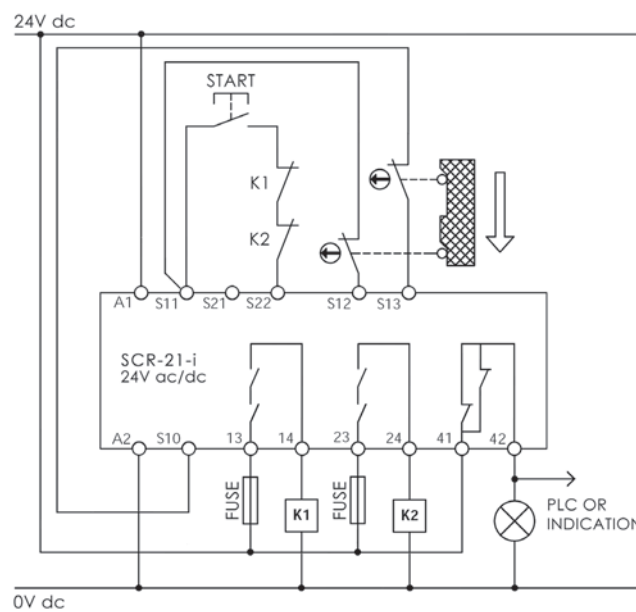 24V dc
START
K1
K2
A1
S11
S21
S22
S12
S13
SCR-21-i
24V ac/dc
A2
S10
13
14
23
24
41
42
FUSE
K1
FUSE
K2
PLC OR
INDICATION
0V dc